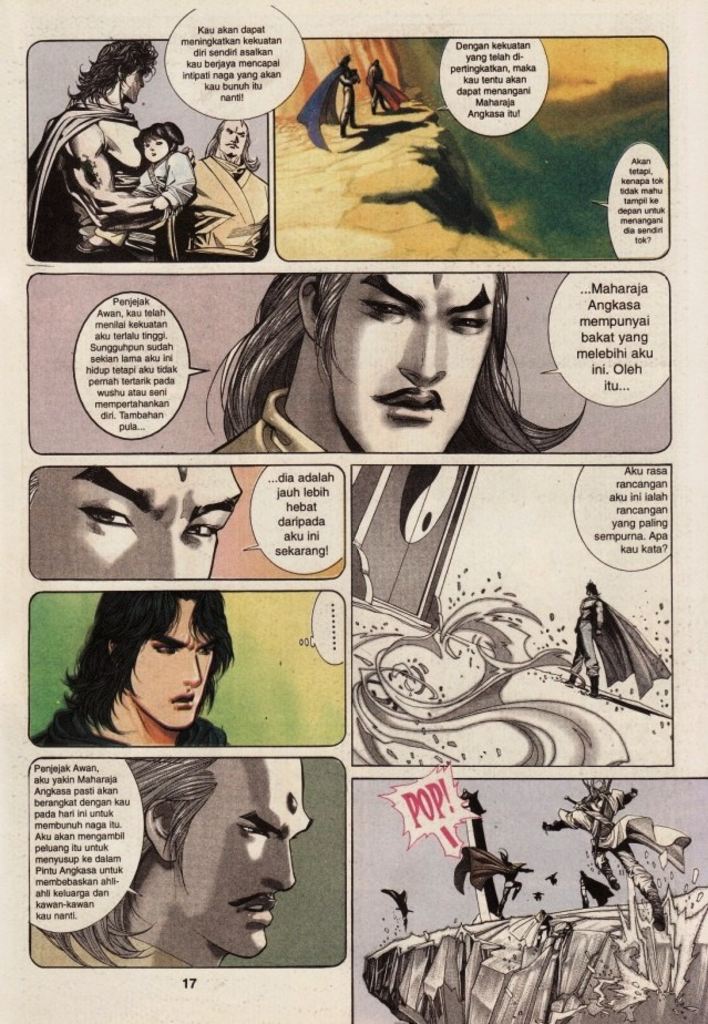 Kau akan dapat
meningkatkan kekuatan
diri sendiri asalkan
kau berjaya mencapai
intipati naga yang akan
kau bunuh itu
nanti!
Dengan kekuatan
yang telah di-
pertingkatkan, maka
kau tentu akan
dapat menangani
Maharaja
Angkasa itu!
Akan
tetapi,
kenapa tok
tidak mahu
tampil ke
depan untuk
menangani
dia sendiri
tok?
Penjejak
Awan, kau telah
menilai kekuatan
aku terlalu tinggi.
Sungguhpun sudah
sekian lama aku ini
hidup tetapi aku tidak
pernah tertarik pada
wushu atau seni
mempertahankan
diri. Tambahan
pula...
...Maharaja
Angkasa
mempunyai
bakat yang
melebihi aku
ini. Oleh
itu...
...dia adalah
jauh lebih
hebat
daripada
aku ini
sekarang!
Aku rasa
rancangan
aku ini ialah
rancangan
yang paling
sempurna. Apa
kau kata?
Penjejak Awan,
aku yakin Maharaja
Angkasa pasti akan
berangkat dengan kau
pada hari ini untuk
membunuh naga itu.
Aku akan mengambil
peluang itu untuk
menyusup ke dalam
Pintu Angkasa untuk
membebaskan ahli-
ahli keluarga dan
kawan-kawan
kau nanti.
POP!
17